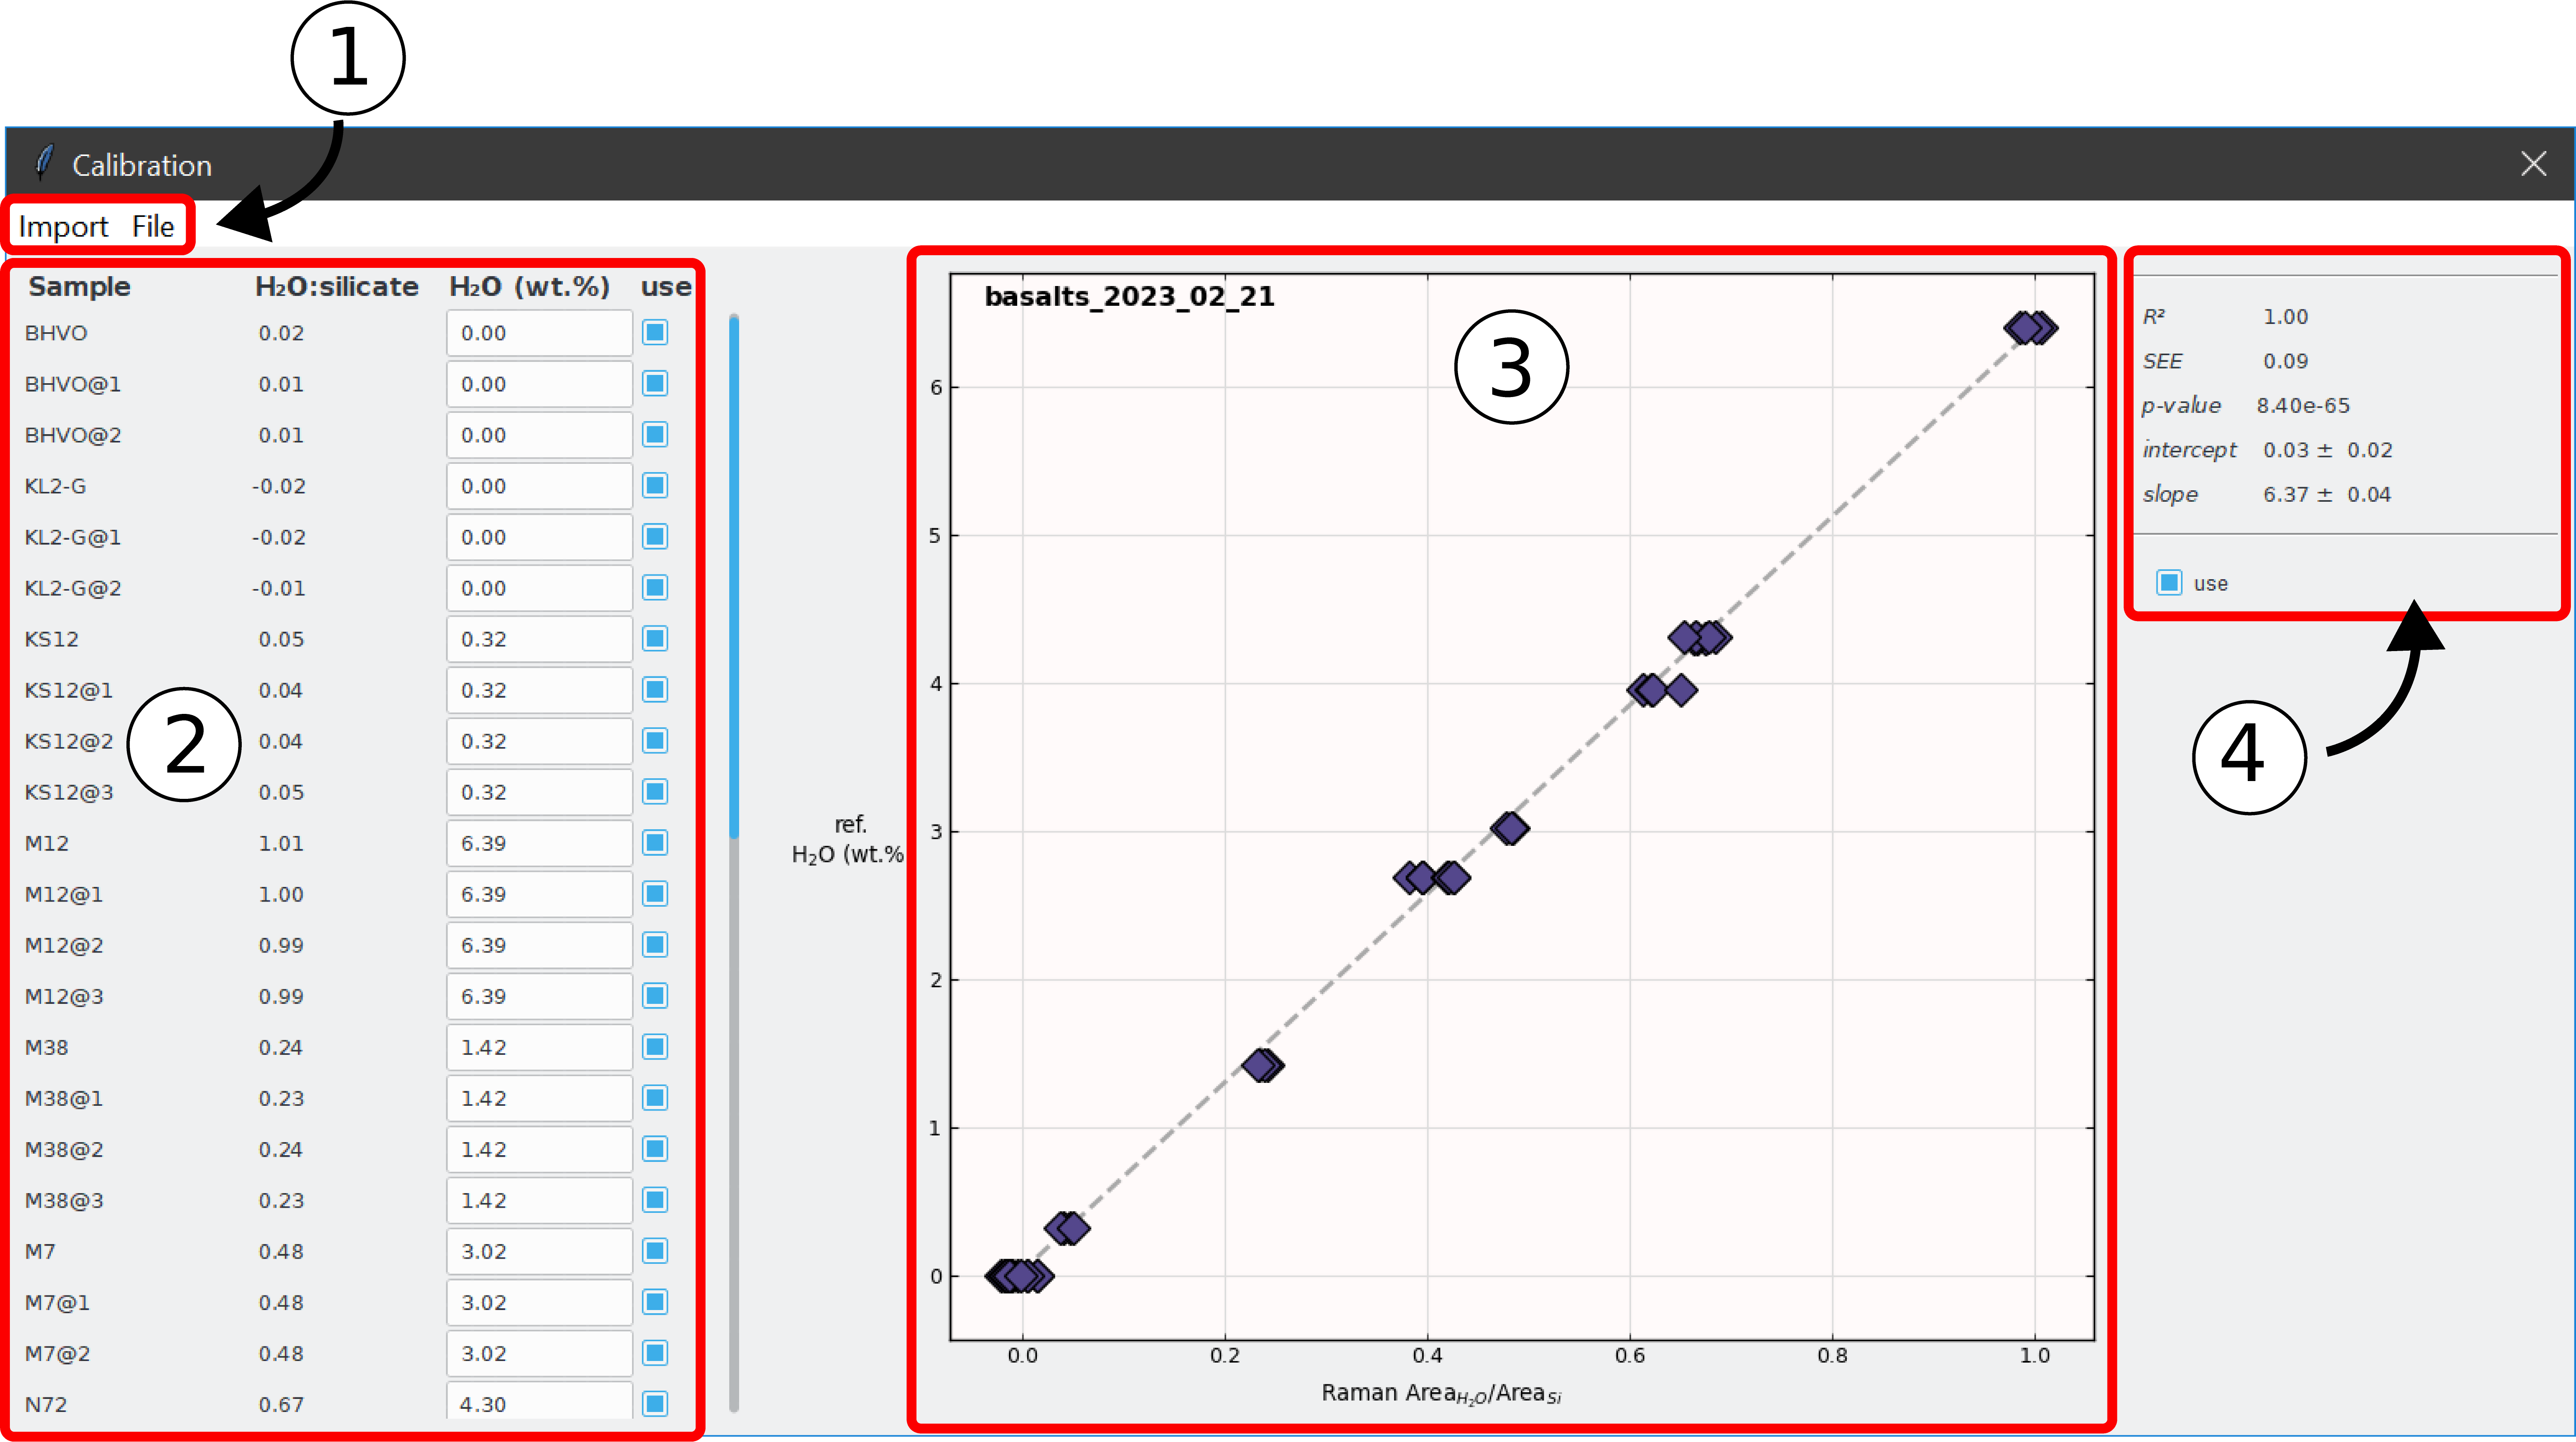 1
Calibration
Import File
Sample H₂O:silicate H₂O (wt.%) use
BHVO 0.02 0.00
BHVO@1 0.01 0.00
BHVO@2 0.01 0.00
KL2-G -0.02 0.00
KL2-G@1 -0.02 0.00
KL2-G@2 -0.01 0.00
KS12 0.05 0.32
KS12@1 0.04 0.32
KS12@2 0.04 0.32
KS12@3 0.05 0.32
M12 1.01 6.39
M12@1 1.00 6.39
M12@2 0.99 6.39
M12@3 0.99 6.39
M38 0.24 1.42
M38@1 0.23 1.42
M38@2 0.24 1.42
M38@3 0.23 1.42
M7 0.48 3.02
M7@1 0.48 3.02
M7@2 0.48 3.02
N72 0.67 4.30
2
ref.
H₂O (wt.%
basalts_2023_02_21
3
6
5
4
3
2
1
0
0.0 0.2 0.4 0.6 0.8 1.0
Raman Area_H₂O/Area_Si
R² 1.00
SEE 0.09
p-value 8.40e-65
intercept 0.03 ± 0.02
slope 6.37 ± 0.04
use
4